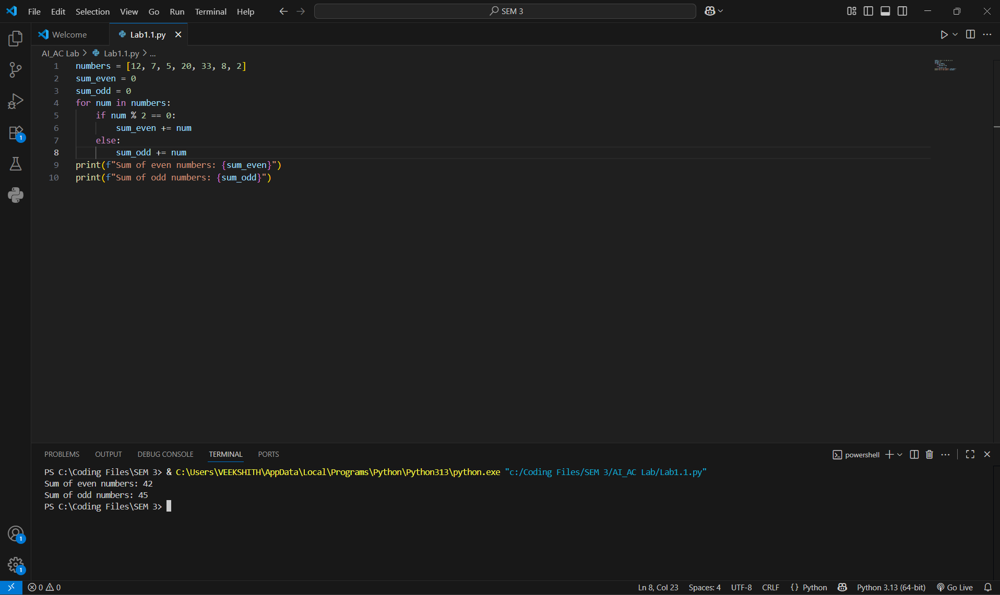 File Edit Selection View Go Run Terminal Help SEM 3
Welcome Lab1.1.py
AI_AC Lab > Lab1.1.py > ...
1 numbers = [12, 7, 5, 20, 33, 8, 2]
2 sum_even = 0
3 sum_odd = 0
4 for num in numbers:
5     if num % 2 == 0:
6         sum_even += num
7     else:
8         sum_odd += num
9 print(f"Sum of even numbers: {sum_even}")
10 print(f"Sum of odd numbers: {sum_odd}")
1
PROBLEMS OUTPUT DEBUG CONSOLE TERMINAL PORTS powershell
PS C:\Coding Files\SEM 3> & C:\Users\VEEKSHITH\AppData\Local\Programs\Python\Python313\python.exe "c:/Coding Files/SEM 3/AI_AC Lab/Lab1.1.py"
Sum of even numbers: 42
Sum of odd numbers: 45
PS C:\Coding Files\SEM 3>
1
1
0 0 Ln 8, Col 23 Spaces: 4 UTF-8 CRLF {} Python Python 3.13 (64-bit) Go Live